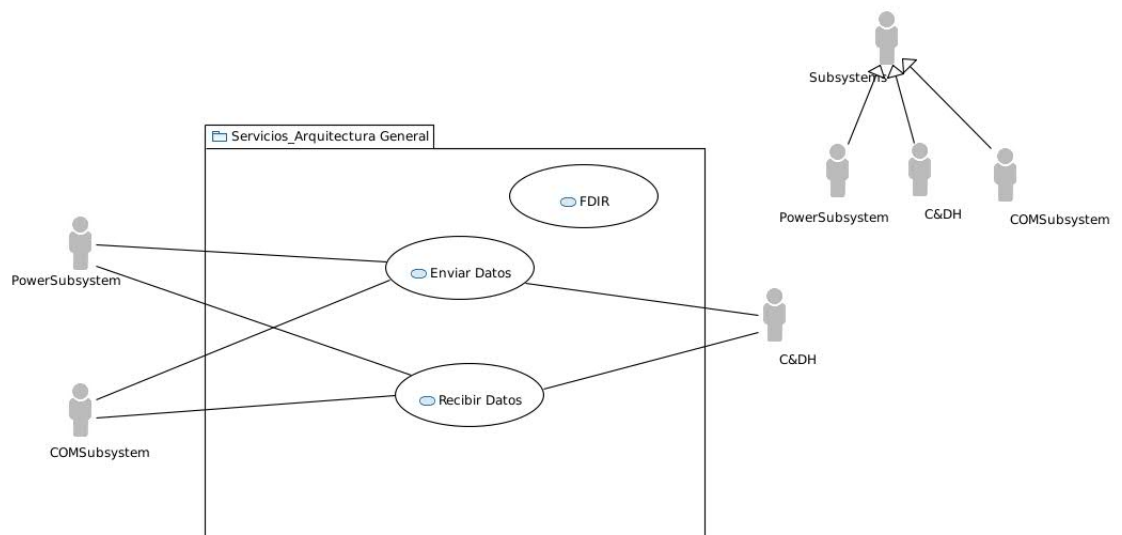 Subsystems
Servicios_Arquitectura General
PowerSubsystem
C&DH
COMSubsystem
FDIR
PowerSubsystem
Enviar Datos
C&DH
Recibir Datos
COMSubsystem